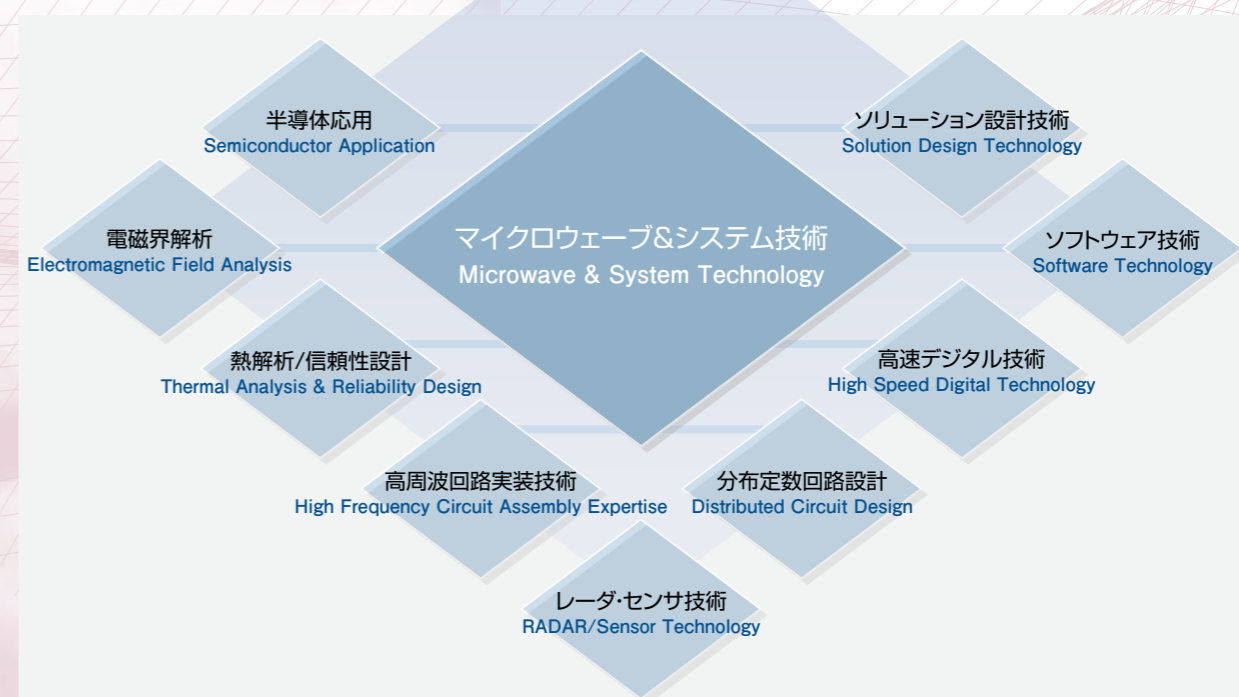 半導体応用
Semiconductor Application
ソリューション設計技術
Solution Design Technology
電磁界解析
Electromagnetic Field Analysis
マイクロウェーブ&システム技術
Microwave & System Technology
ソフトウェア技術
Software Technology
熱解析/信頼性設計
Thermal Analysis & Reliability Design
高速デジタル技術
High Speed Digital Technology
高周波回路実装技術
High Frequency Circuit Assembly Expertise
分布定数回路設計
Distributed Circuit Design
レーダ・センサ技術
RADAR/Sensor Technology